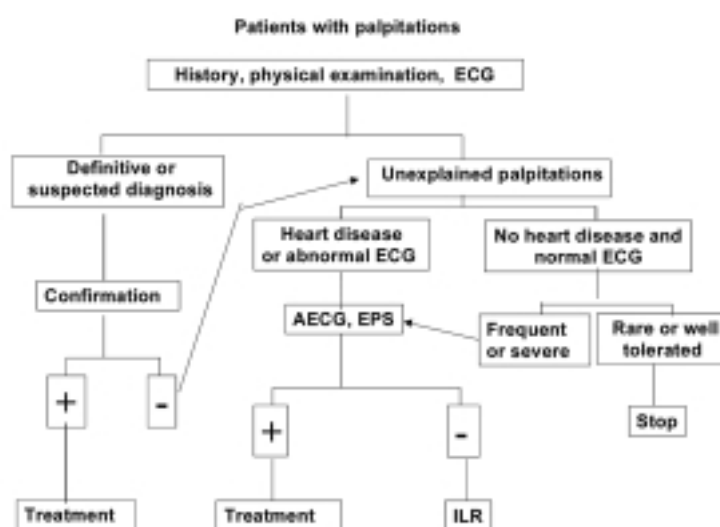 Patients with palpitations
History, physical examination, ECG
Definitive or
suspected diagnosis
Unexplained palpitations
Heart disease
or abnormal ECG
No heart disease and
normal ECG
Confirmation
AECG, EPS
Frequent
or severe
Rare or well
tolerated
+
-
+
-
Stop
Treatment
Treatment
ILR